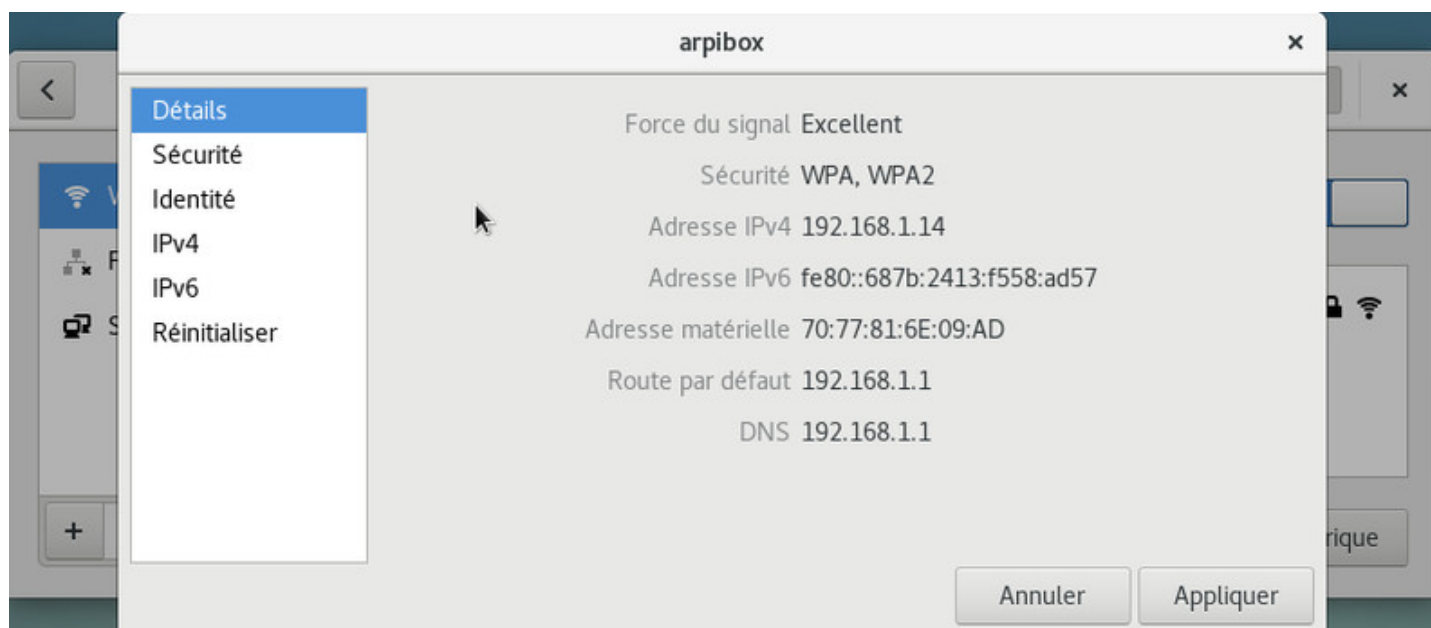 arpibox
Détails
Sécurité
Identité
IPv4
IPv6
Réinitialiser
Force du signal Excellent
Sécurité WPA, WPA2
Adresse IPv4 192.168.1.14
Adresse IPv6 fe80::687b:2413:f558:ad57
Adresse matérielle 70:77:81:6E:09:AD
Route par défaut 192.168.1.1
DNS 192.168.1.1
rique
Annuler Appliquer